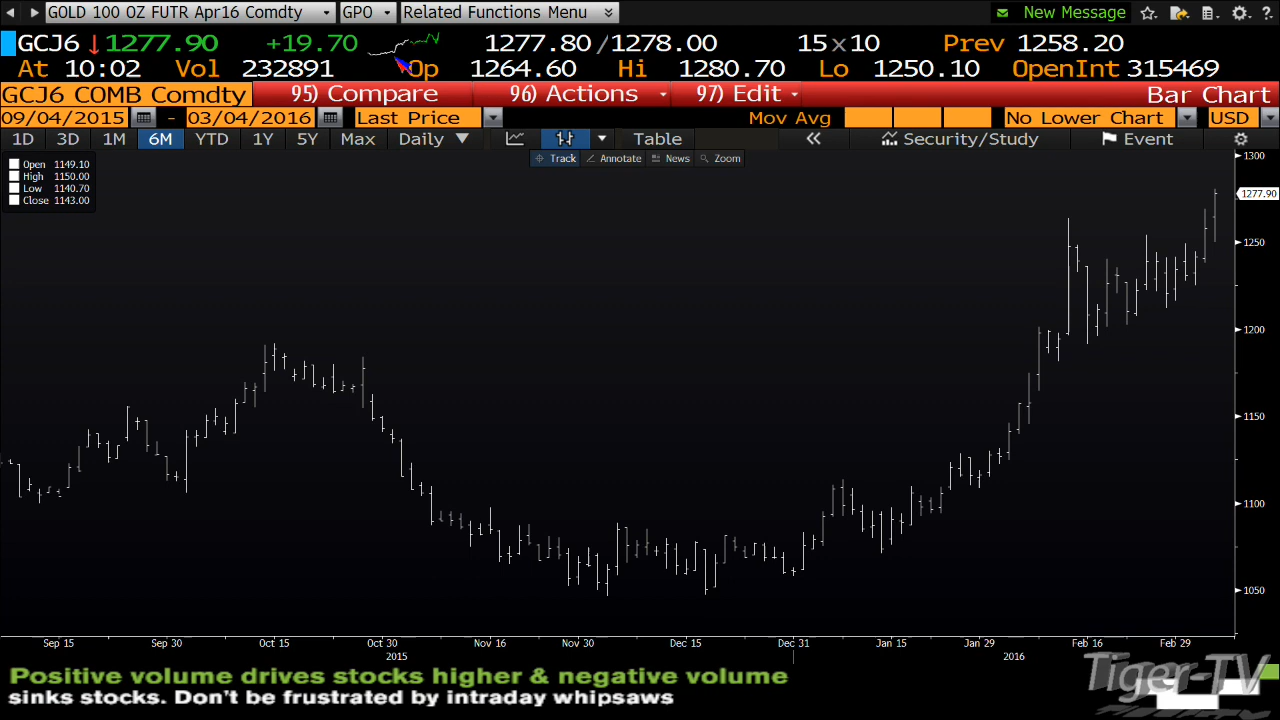 GOLD 100 OZ FUTR Apr16 Comdty GPO Related Functions Menu New Message
GCJ6 1277.90 +19.70 1277.80/1278.00 15x10 Prev 1258.20
At 10:02 Vol 232891 Op 1264.60 Hi 1280.70 Lo 1250.10 OpenInt 315469
GCJ6 COMB Comdty 95) Compare 96) Actions 97) Edit Bar Chart
09/04/2015 - 03/04/2016 Last Price Mov Avg No Lower Chart USD
1D 3D 1M 6M YTD 1Y 5Y Max Daily Table Security/Study Event
Track Annotate News Zoom
Open 1149.10
High 1150.00
Low 1140.70
Close 1143.00
1300
1277.90
1250
1200
1150
1100
1050
Sep 15 Sep 30 Oct 15 Oct 30 Nov 16 Nov 30 Dec 15 Dec 31 Jan 15 Jan 29 Feb 16 Feb 29
2015 2016
Positive volume drives stocks higher & negative volume
sinks stocks. Don't be frustrated by intraday whipsaws
Tiger-TV